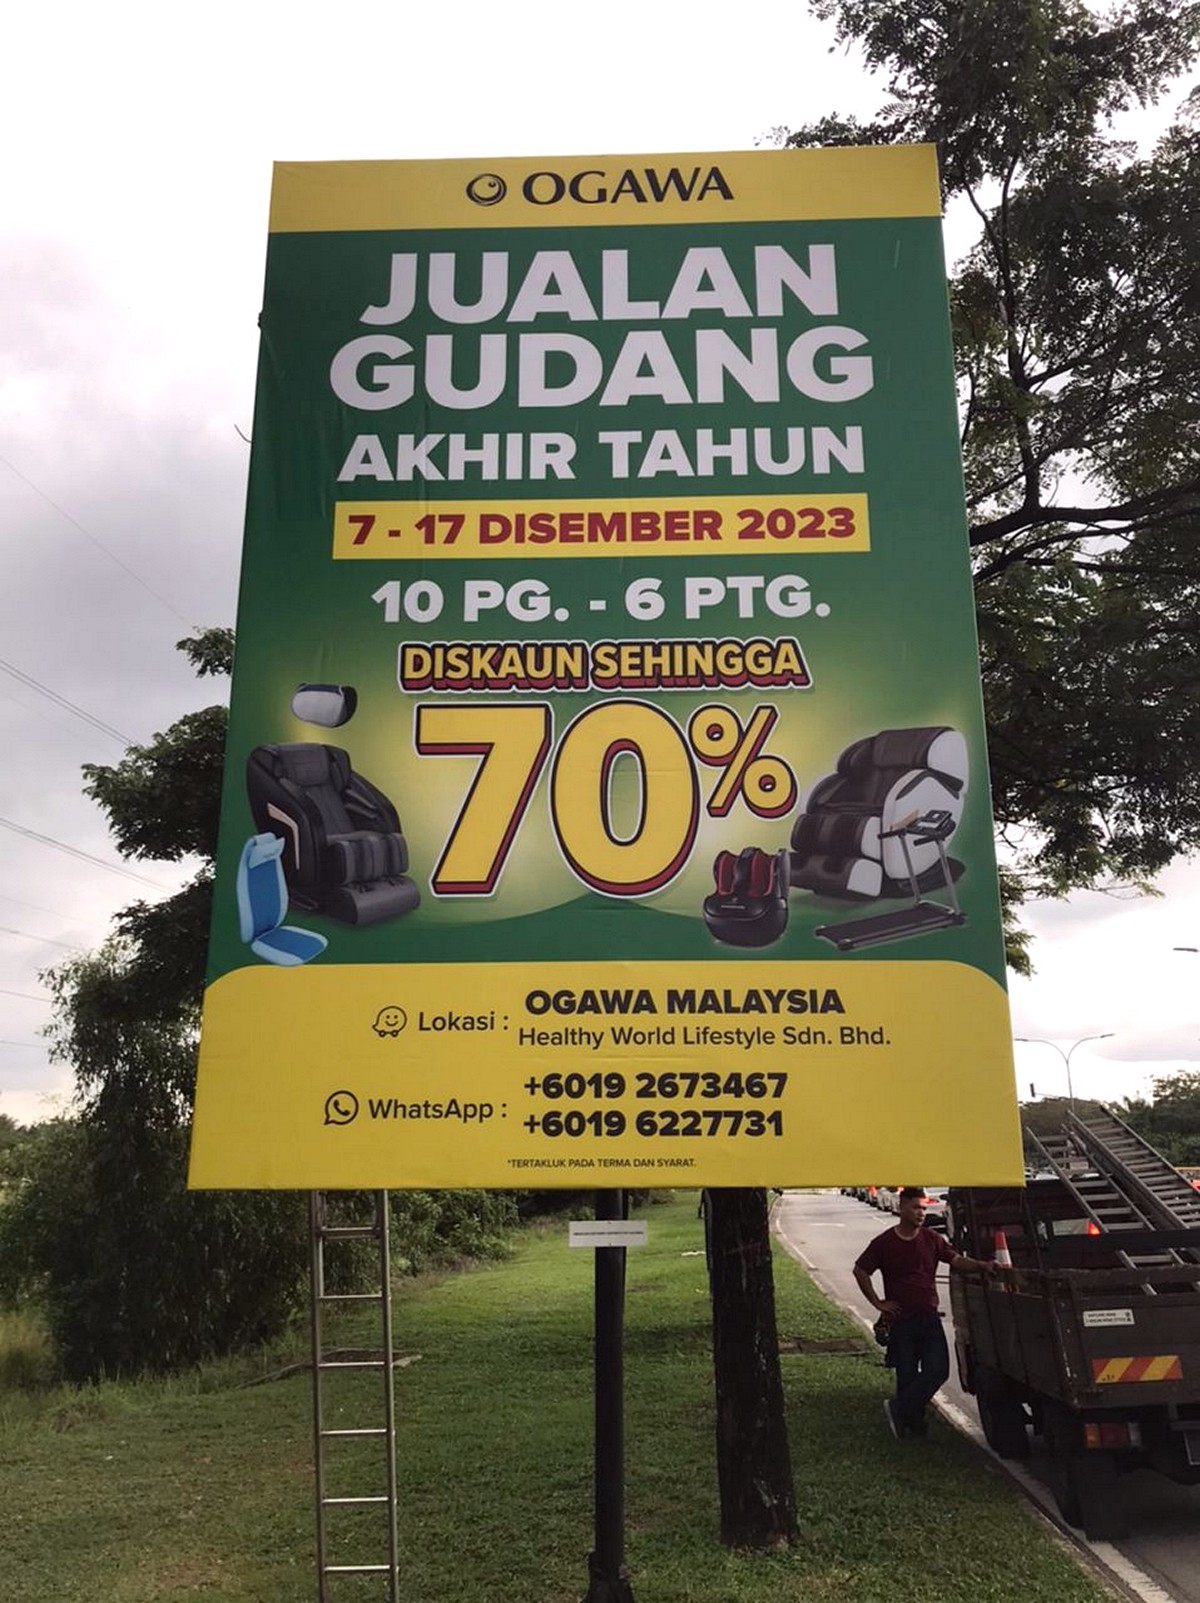 OGAWA
JUALAN
GUDANG
AKHIR TAHUN
7 - 17 DISEMBER 2023
10 PG. - 6 PTG.
DISKAUN SEHINGGA
70%
Lokasi : OGAWA MALAYSIA
Healthy World Lifestyle Sdn. Bhd.
WhatsApp : +6019 2673467
+6019 6227731
*TERTAKLUK PADA TERMA DAN SYARAT.